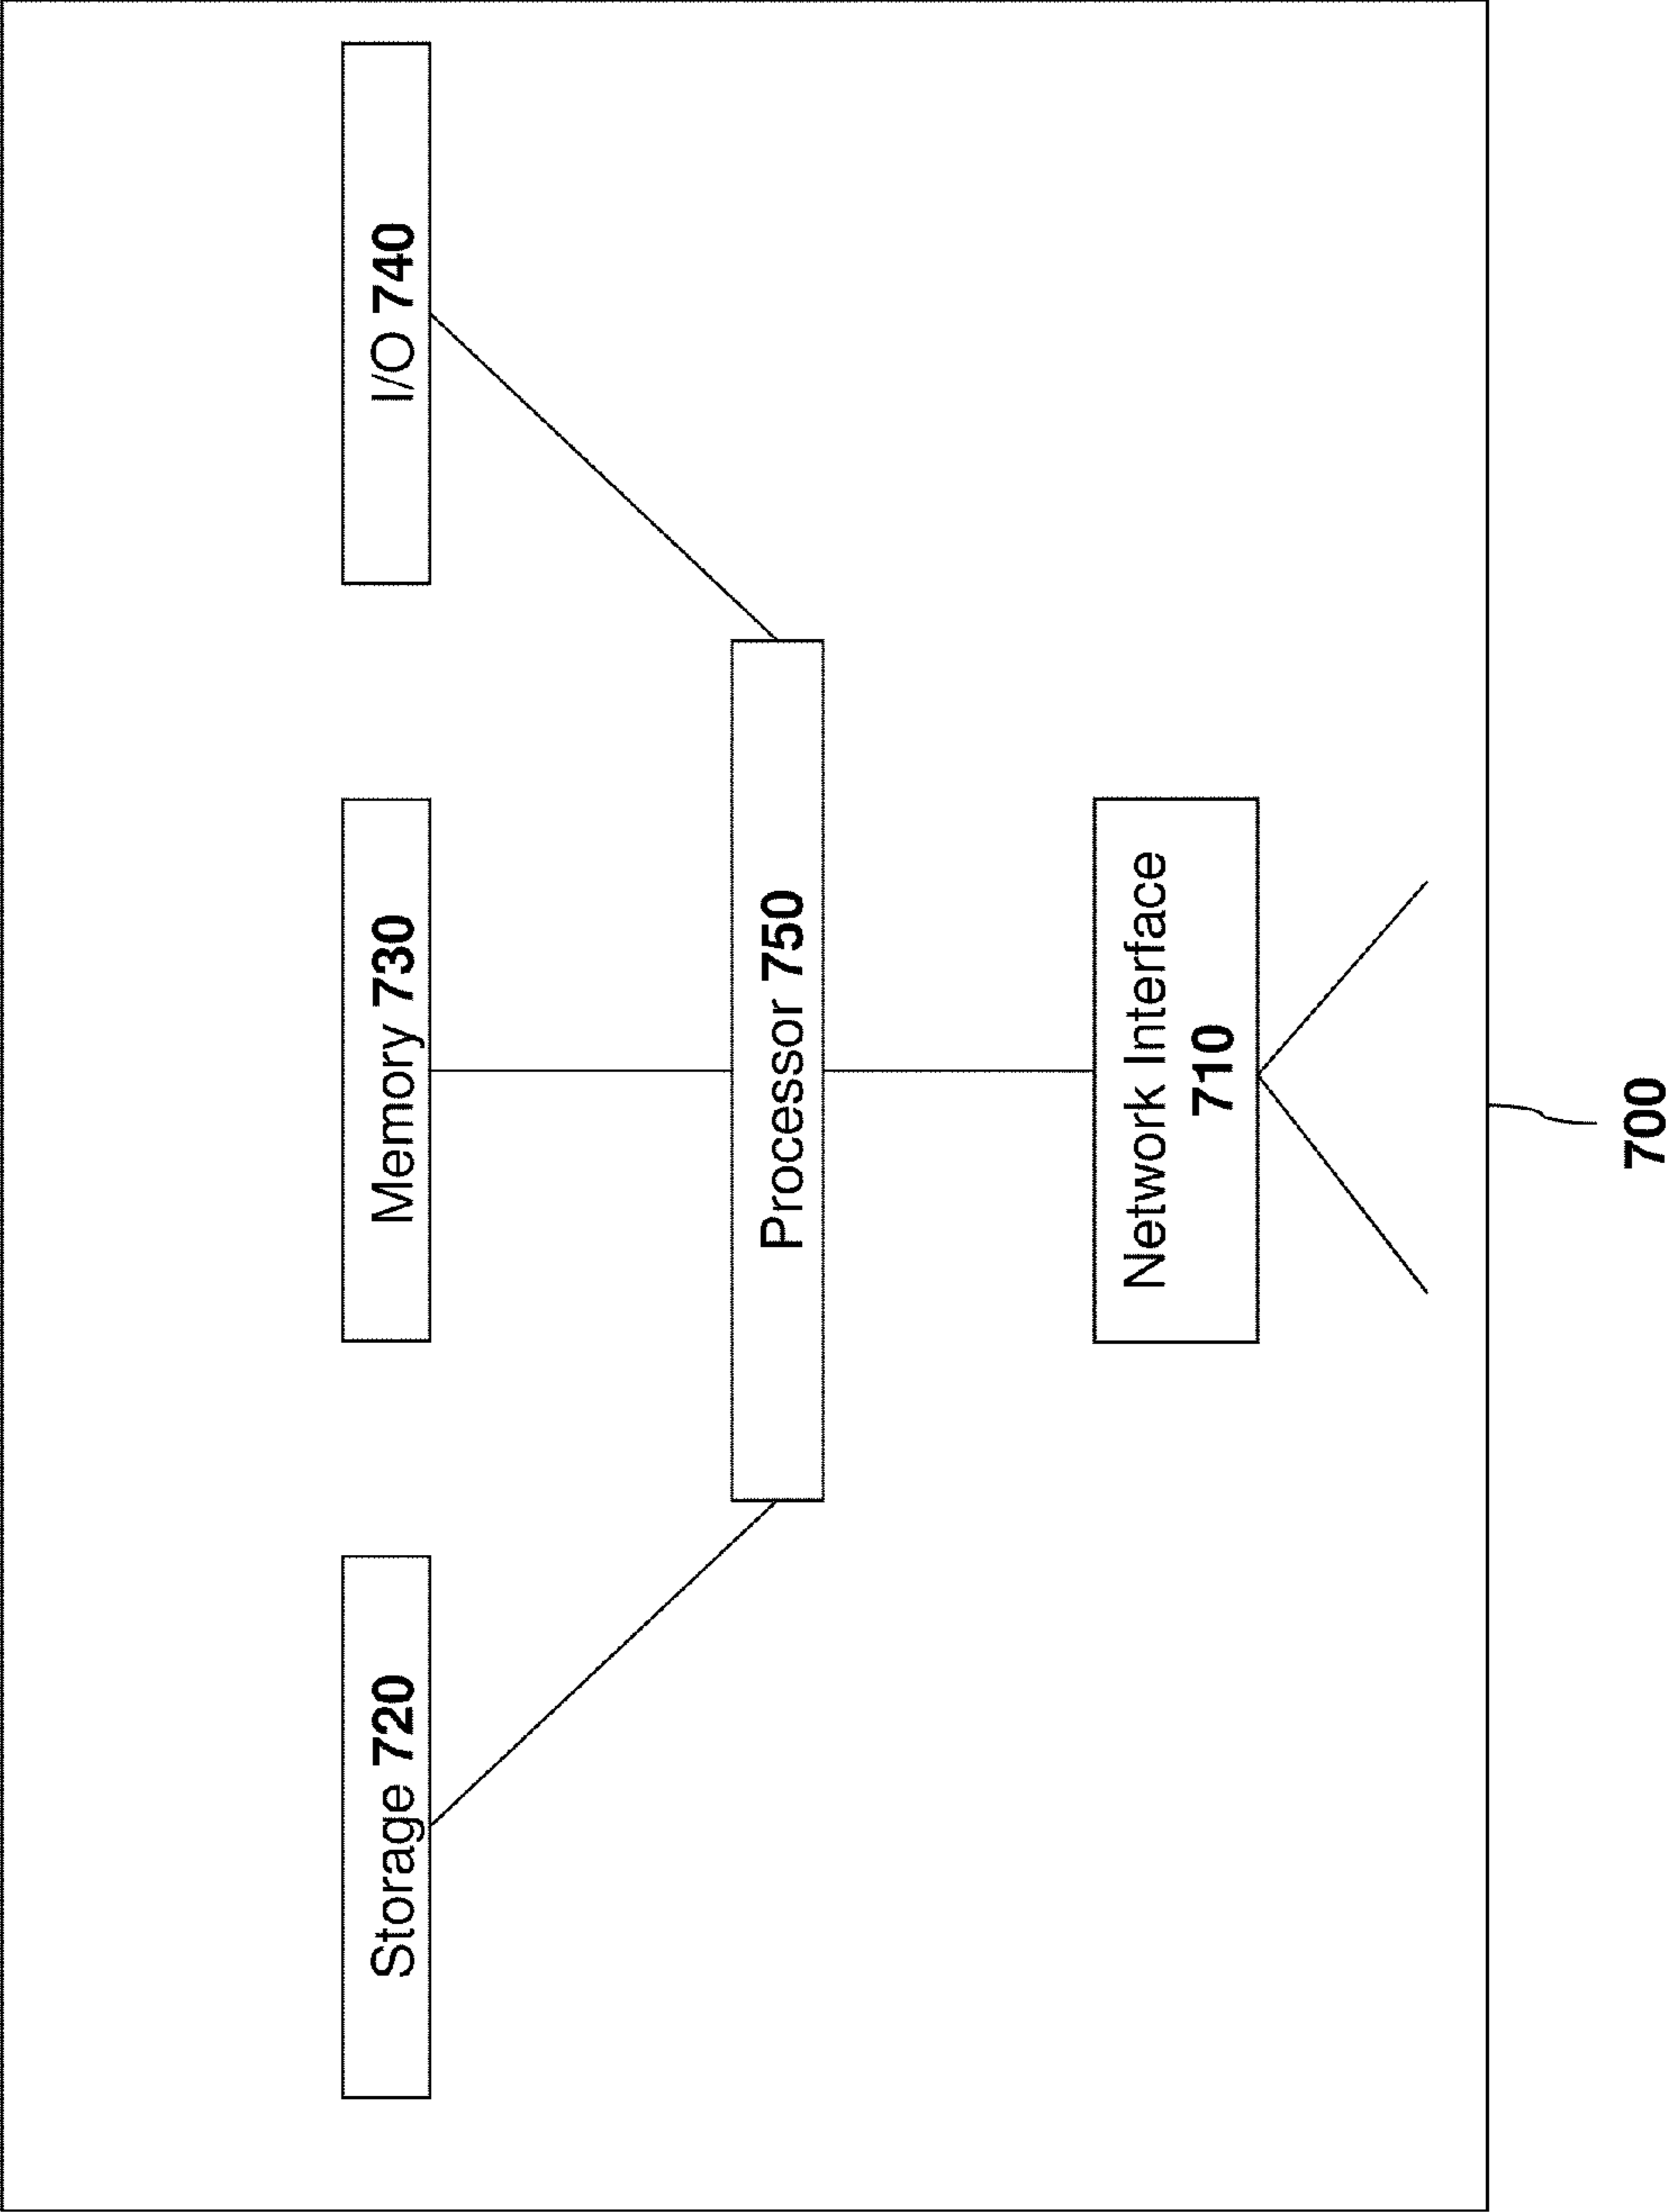 Storage 720
Memory 730
I/O 740
Processor 750
Network Interface
710
700